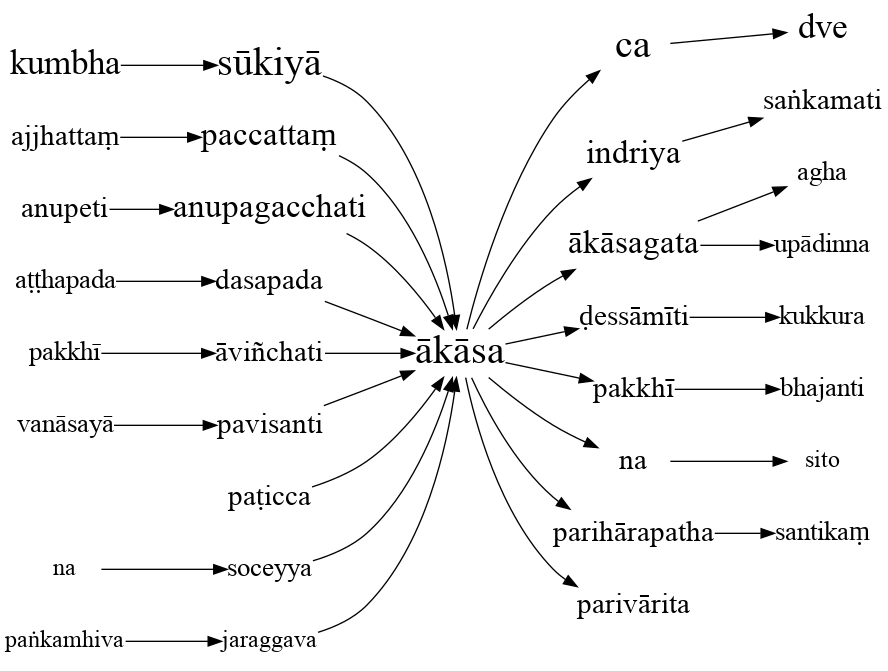 kumbha
sūkiyā
ca
dve
ajjhattaṃ
paccattaṃ
indriya
saṅkamati
anupeti
anupagacchati
ākāsagata
agha
upādinna
aṭṭhapada
dasapada
ḍessāmīti
kukkura
pakkhī
āviñchati
ākāsa
pakkhī
bhajanti
vanāsayā
pavisanti
na
sito
paṭicca
parihārapatha
santikaṃ
na
soceyya
parivārita
paṅkamhiva
jaraggava